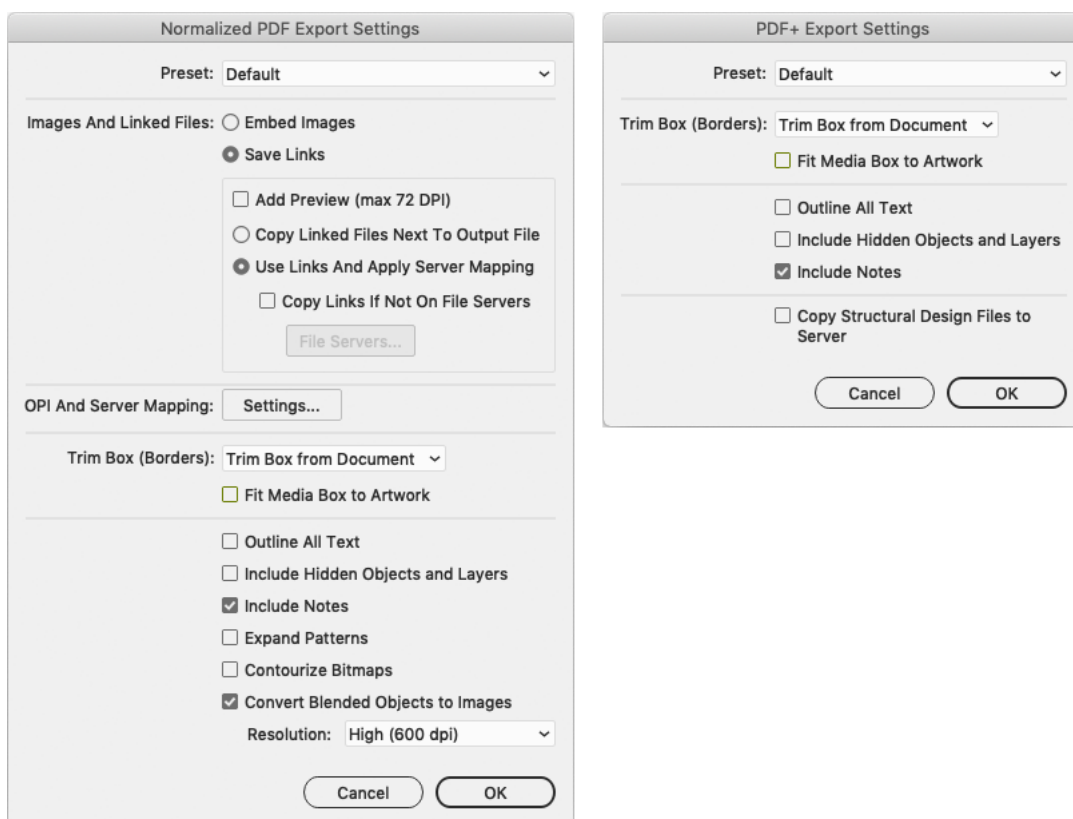 Normalized PDF Export Settings
Preset: Default
Images And Linked Files: Embed Images
Save Links
Add Preview (max 72 DPI)
Copy Linked Files Next To Output File
Use Links And Apply Server Mapping
Copy Links If Not On File Servers
File Servers...
OPI And Server Mapping: Settings...
Trim Box (Borders): Trim Box from Document
Fit Media Box to Artwork
Outline All Text
Include Hidden Objects and Layers
Include Notes
Expand Patterns
Contourize Bitmaps
Convert Blended Objects to Images
Resolution: High (600 dpi)
Cancel OK
PDF+ Export Settings
Preset: Default
Trim Box (Borders): Trim Box from Document
Fit Media Box to Artwork
Outline All Text
Include Hidden Objects and Layers
Include Notes
Copy Structural Design Files to
Server
Cancel OK